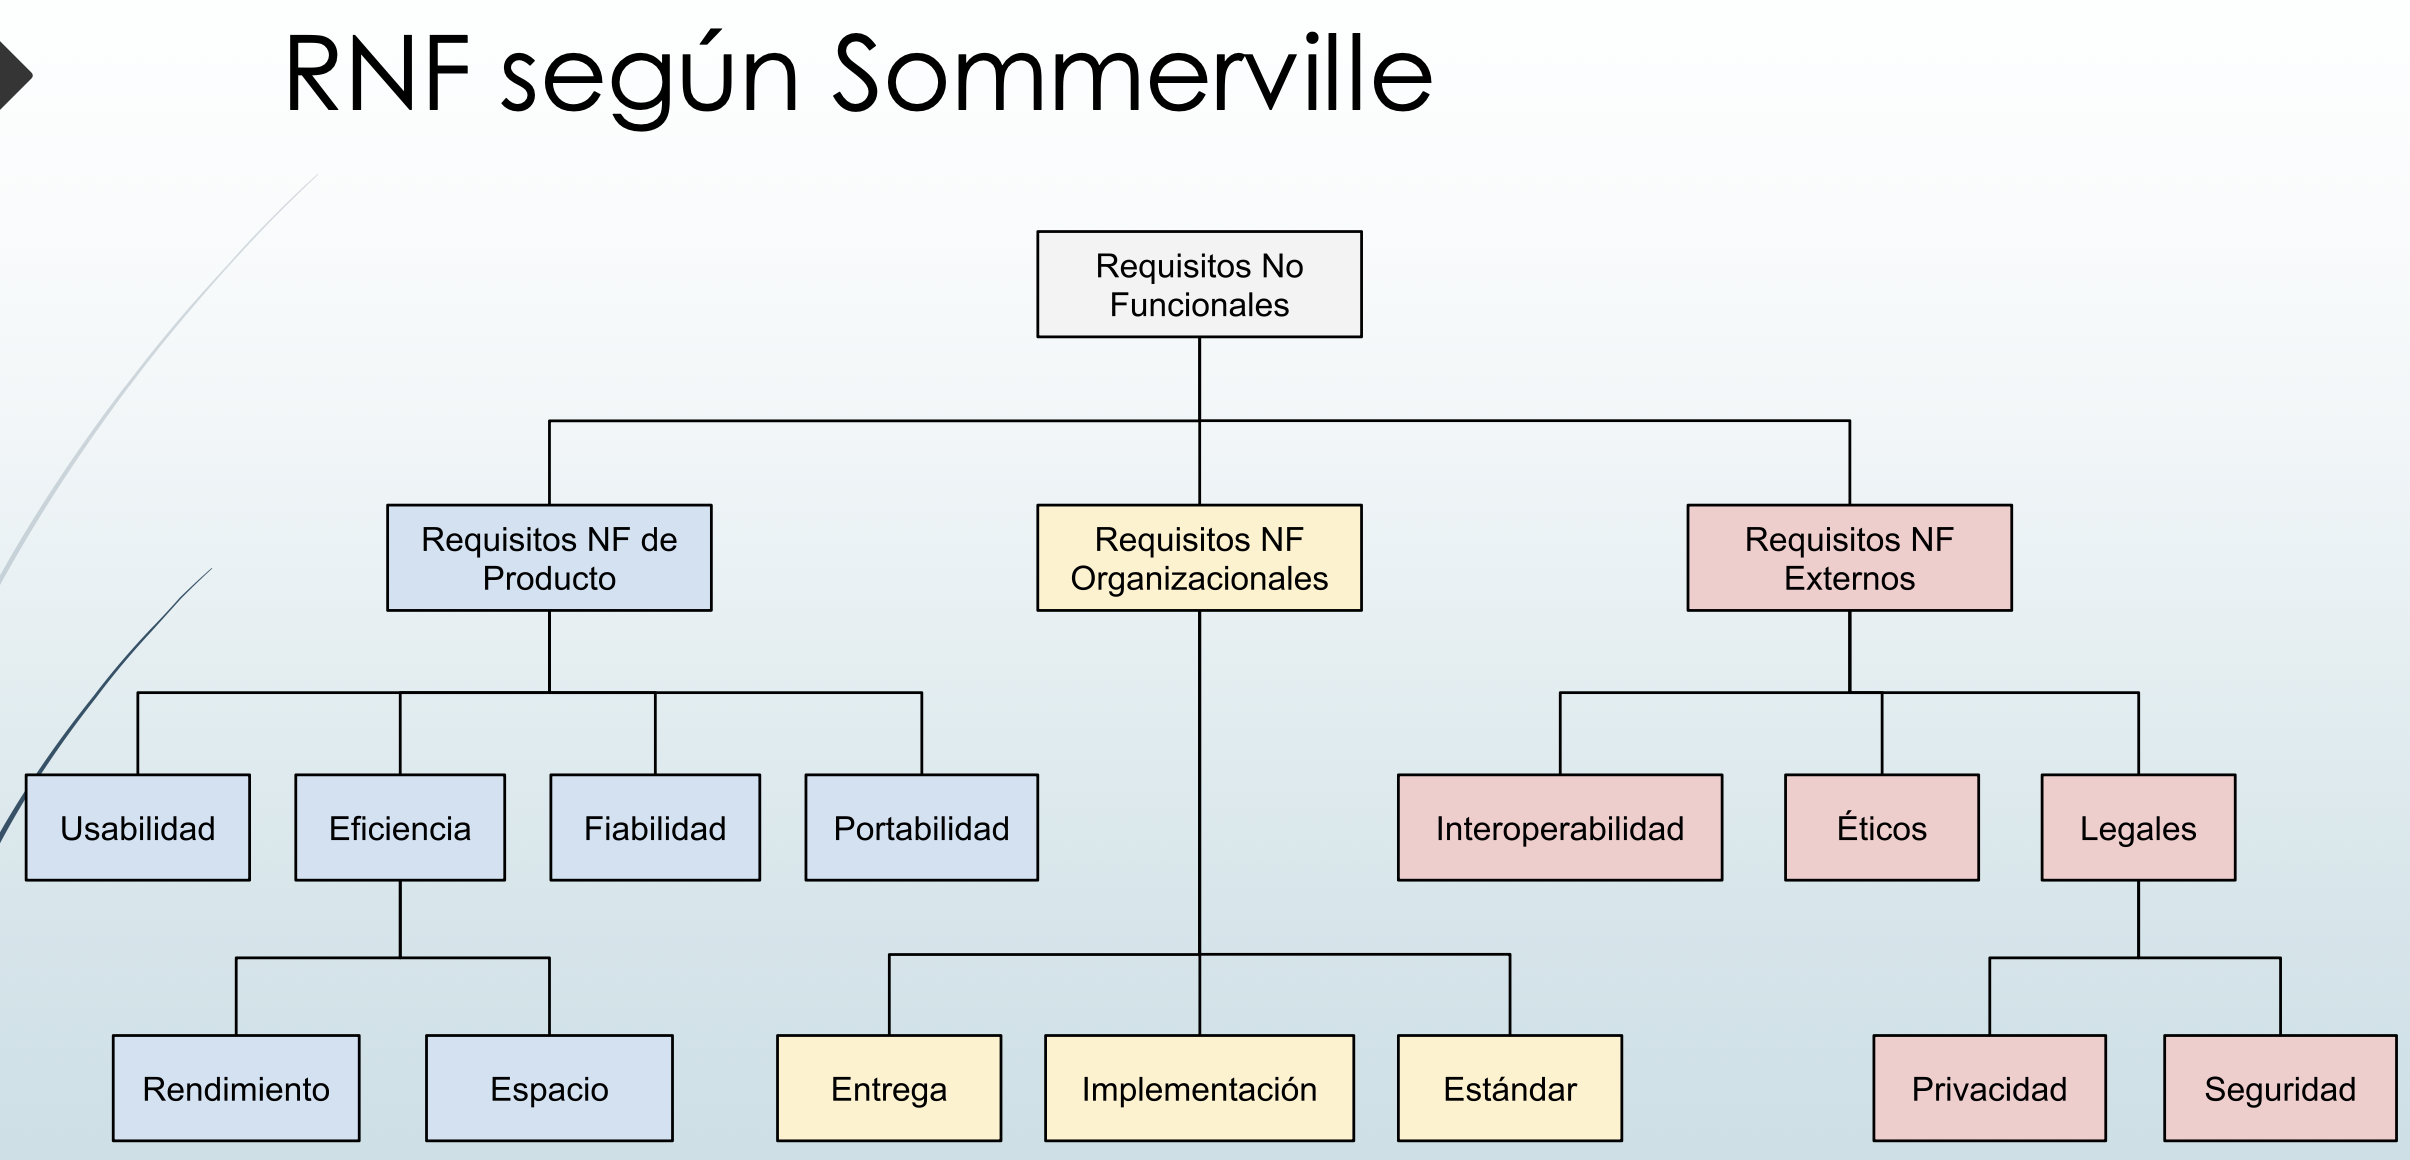 RNF según Sommerville
Requisitos No
Funcionales
Requisitos NF de
Producto
Requisitos NF
Organizacionales
Requisitos NF
Externos
Usabilidad
Eficiencia
Fiabilidad
Portabilidad
Interoperabilidad
Éticos
Legales
Rendimiento
Espacio
Entrega
Implementación
Estándar
Privacidad
Seguridad